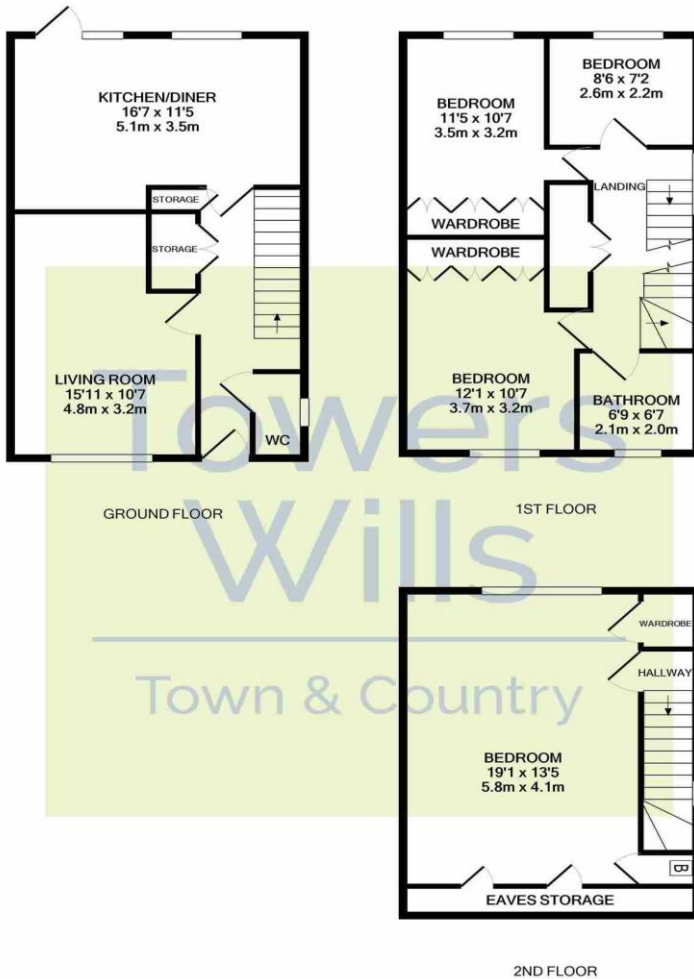 KITCHEN/DINER
16'7 x 11'5
5.1m x 3.5m
STORAGE
STORAGE
LIVING ROOM
15'11 x 10'7
4.8m x 3.2m
WC
GROUND FLOOR
BEDROOM
11'5 x 10'7
3.5m x 3.2m
BEDROOM
8'6 x 7'2
2.6m x 2.2m
LANDING
WARDROBE
WARDROBE
BEDROOM
12'1 x 10'7
3.7m x 3.2m
BATHROOM
6'9 x 6'7
2.1m x 2.0m
1ST FLOOR
Towers
Wills
Town & Country
WARDROBE
HALLWAY
BEDROOM
19'1 x 13'5
5.8m x 4.1m
B
EAVES STORAGE
2ND FLOOR